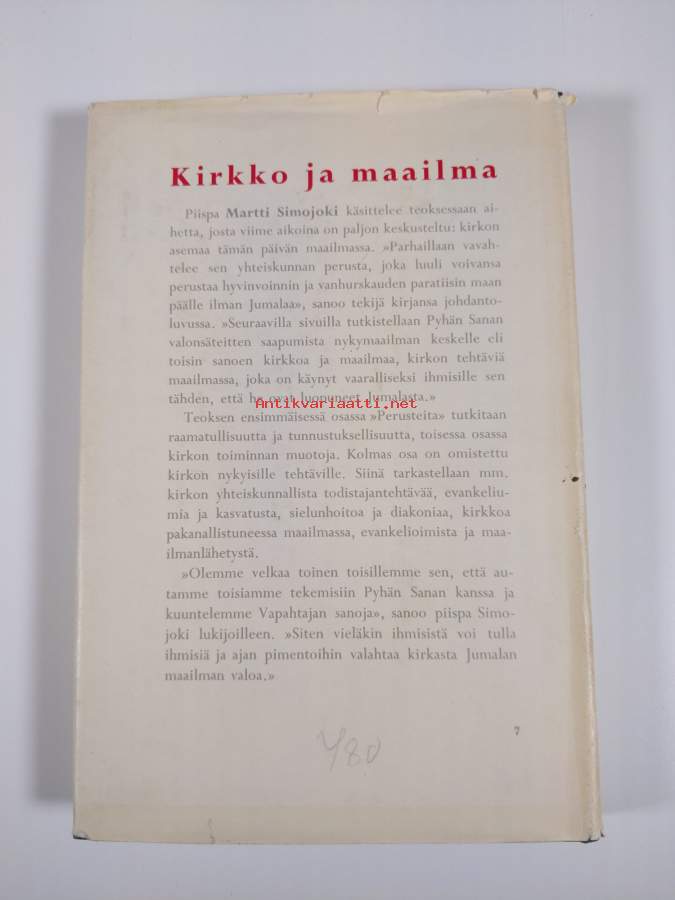 Kirkko ja maailma
Piispa Martti Simojoki käsittelee teoksessaan ai-
hetta, josta viime aikoina on paljon keskusteltu: kirkon
asemaa tämän päivän maailmassa. »Parhaillaan vavah-
telee sen yhteiskunnan perusta, joka luuli voivansa
perustaa hyvinvoinnin ja vanhurskauden paratiisin maan
päälle ilman Jumalaa», sanoo tekijä kirjansa johdanto-
luvussa. »Seuraavilla sivuilla tutkistellaan Pyhän Sanan
valonsäteitten saapumista nykymaailman keskelle eli
toisin sanoen kirkkoa ja maailmaa, kirkon tehtäviä
maailmassa, joka on käynyt vaaralliseksi ihmisille sen
tähden, että he ovat luopuneet Jumalasta.»
Antikvariaatti.net
Teoksen ensimmäisessä osassa »Perusteita» tutkitaan
raamatullisuutta ja tunnustuksellisuutta, toisessa osassa
kirkon toiminnan muotoja. Kolmas osa on omistettu
kirkon nykyisille tehtäville. Siinä tarkastellaan mm.
kirkon yhteiskunnallista todistajantehtävää, evankeliu-
mia ja kasvatusta, sielunhoitoa ja diakoniaa, kirkkoa
pakanallistuneessa maailmassa, evankelioimista ja maa-
ilmanlähetystä.
»Olemme velkaa toinen toisillemme sen, että au-
tamme toisiamme tekemisiin Pyhän Sanan kanssa ja
kuuntelemme Vapahtajan sanoja», sanoo piispa Simo-
joki lukijoilleen. »Siten vieläkin ihmisistä voi tulla
ihmisiä ja ajan pimentoihin valahtaa kirkasta Jumalan
maailman valoa.»
7
780